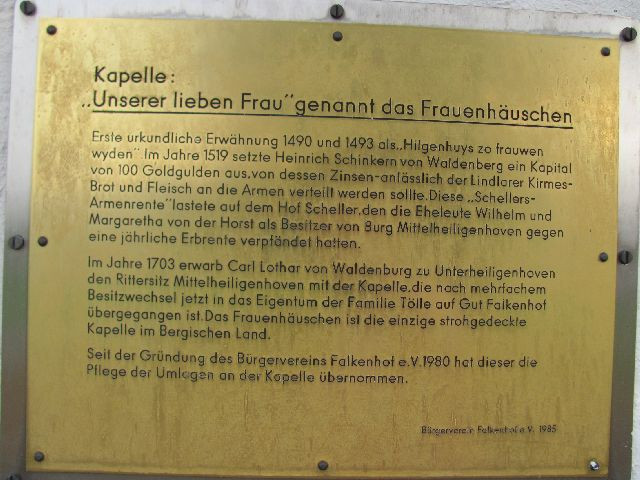 Kapelle:
„Unserer lieben Frau" genannt das Frauenhäuschen
Erste urkundliche Erwähnung 1490 und 1493 als „Hilgenhuys zo frauwen
wyden". Im Jahre 1519 setzte Heinrich Schinkern von Waldenberg ein Kapital
von 100 Goldgulden aus, von dessen Zinsen-anlässlich der Lindlarer Kirmes-
Brot und Fleisch an die Armen verteilt werden sollte. Diese „Schellers-
Armenrente" lastete auf dem Hof Scheller, den die Eheleute Wilhelm und
Margaretha von der Horst als Besitzer von Burg Mittelheiligenhoven gegen
eine jährliche Erbrente verpfändet hatten.
Im Jahre 1703 erwarb Carl Lothar von Waldenburg zu Unterheiligenhoven
den Rittersitz Mittelheiligenhoven mit der Kapelle, die nach mehrfachem
Besitzwechsel jetzt in das Eigentum der Familie Tölle auf Gut Falkenhof
übergegangen ist. Das Frauenhäuschen ist die einzige strohgedeckte
Kapelle im Bergischen Land.
Seit der Gründung des Bürgervereins Falkenhof e.V. 1980 hat dieser die
Pflege der Umlagen an der Kapelle übernommen.
Bürgerverein Falkenhof e.V. 1985